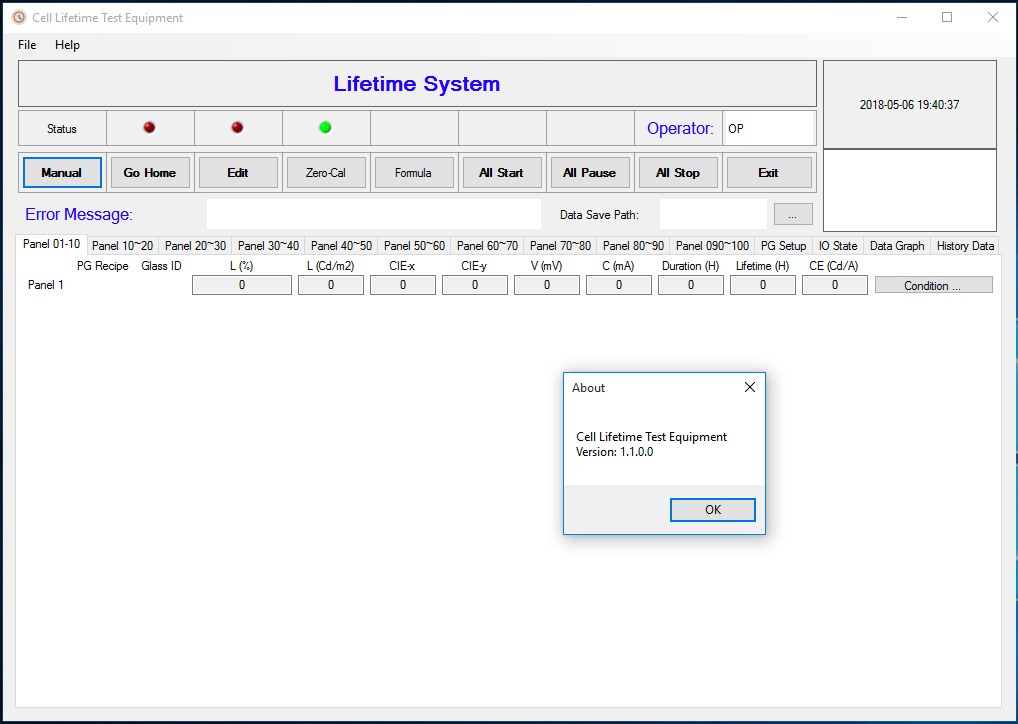 Cell Lifetime Test Equipment
File Help
Lifetime System
2018-05-06 19:40:37
Status
Operator: OP
Manual Go Home Edit Zero-Cal Formula All Start All Pause All Stop Exit
Error Message: Data Save Path: ...
Panel 01-10 Panel 10~20 Panel 20~30 Panel 30~40 Panel 40~50 Panel 50~60 Panel 60~70 Panel 70~80 Panel 80~90 Panel 090~100 PG Setup IO State Data Graph History Data
PG Recipe Glass ID L (%) L (Cd/m2) CIE-x CIE-y V (mV) C (mA) Duration (H) Lifetime (H) CE (Cd/A)
Panel 1 0 0 0 0 0 0 0 0 0 Condition ...
About
Cell Lifetime Test Equipment
Version: 1.1.0.0
OK